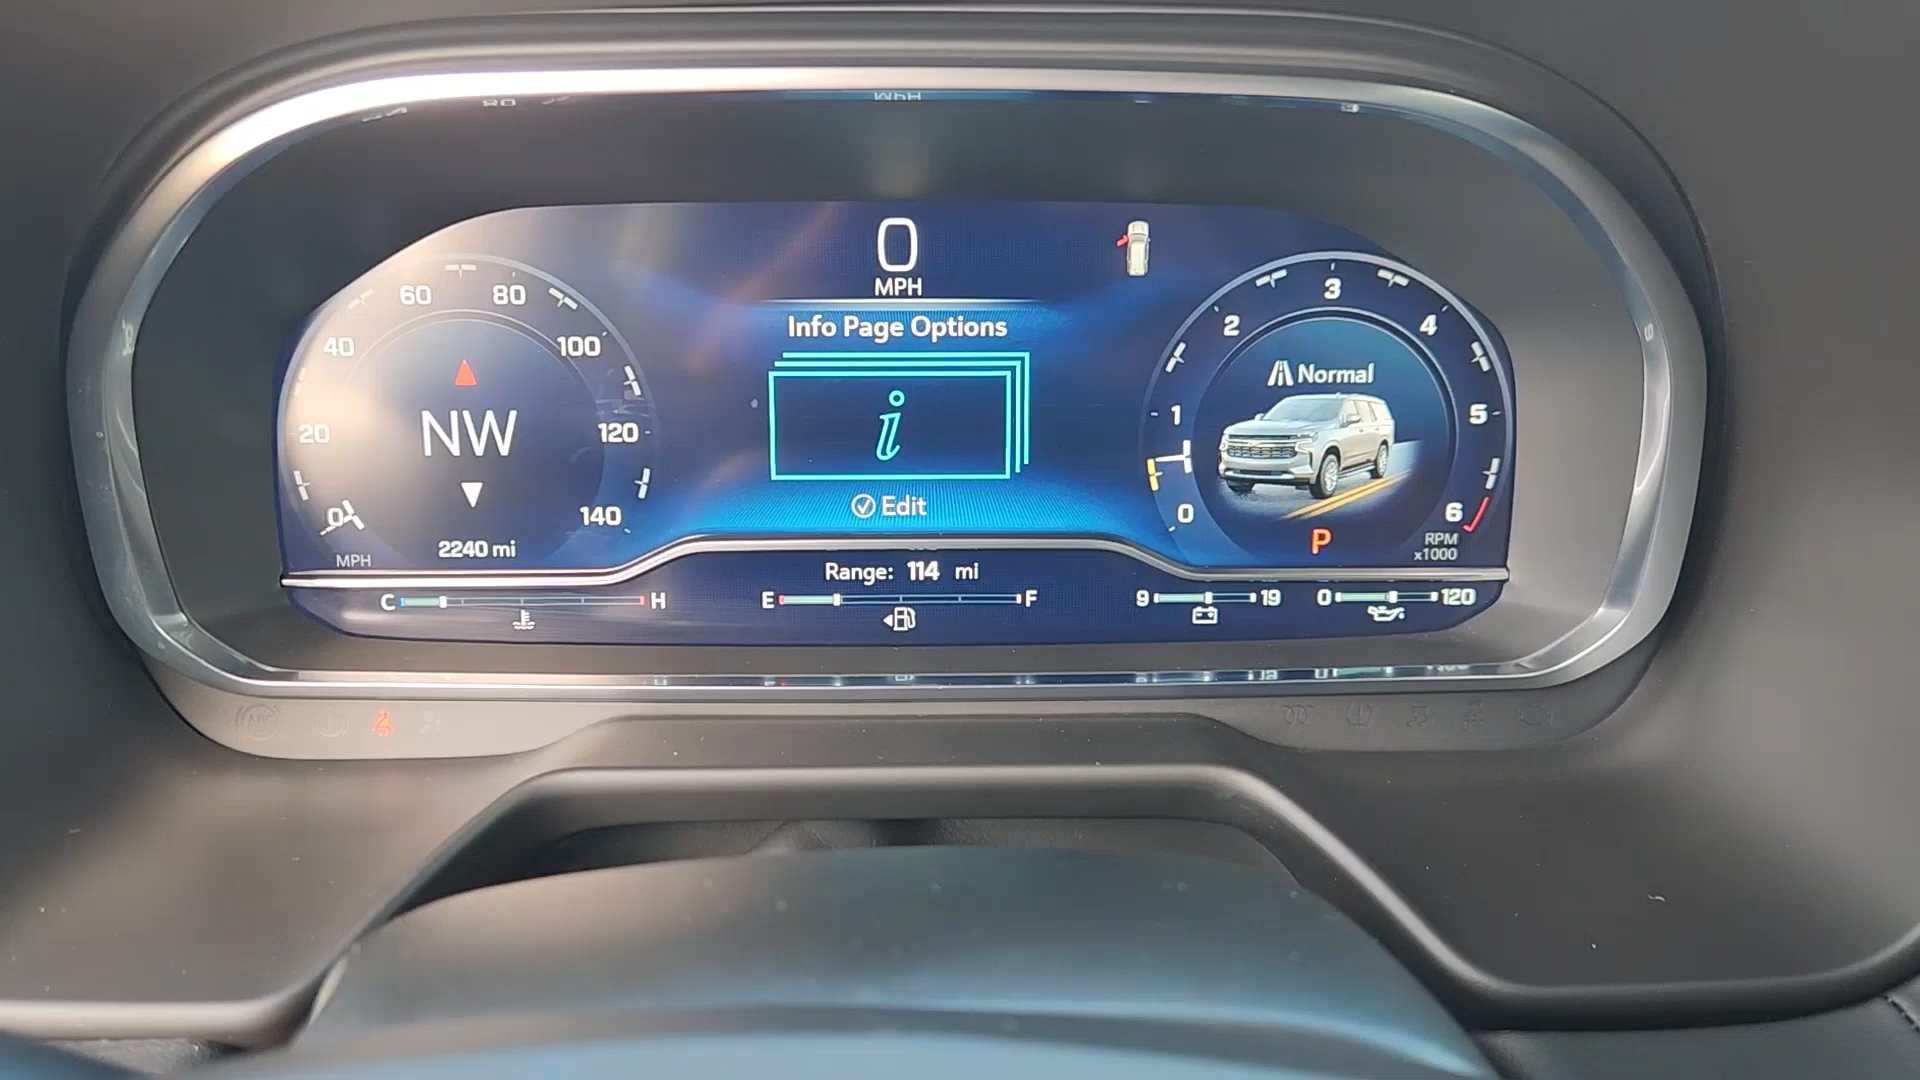 0
MPH
Info Page Options
i
Edit
0
20
40
60
80
100
120
140
MPH
NW
2240 mi
0
1
2
3
4
5
6
RPM
x1000
Normal
P
Range: 114 mi
C H
E F
9 19
0 120